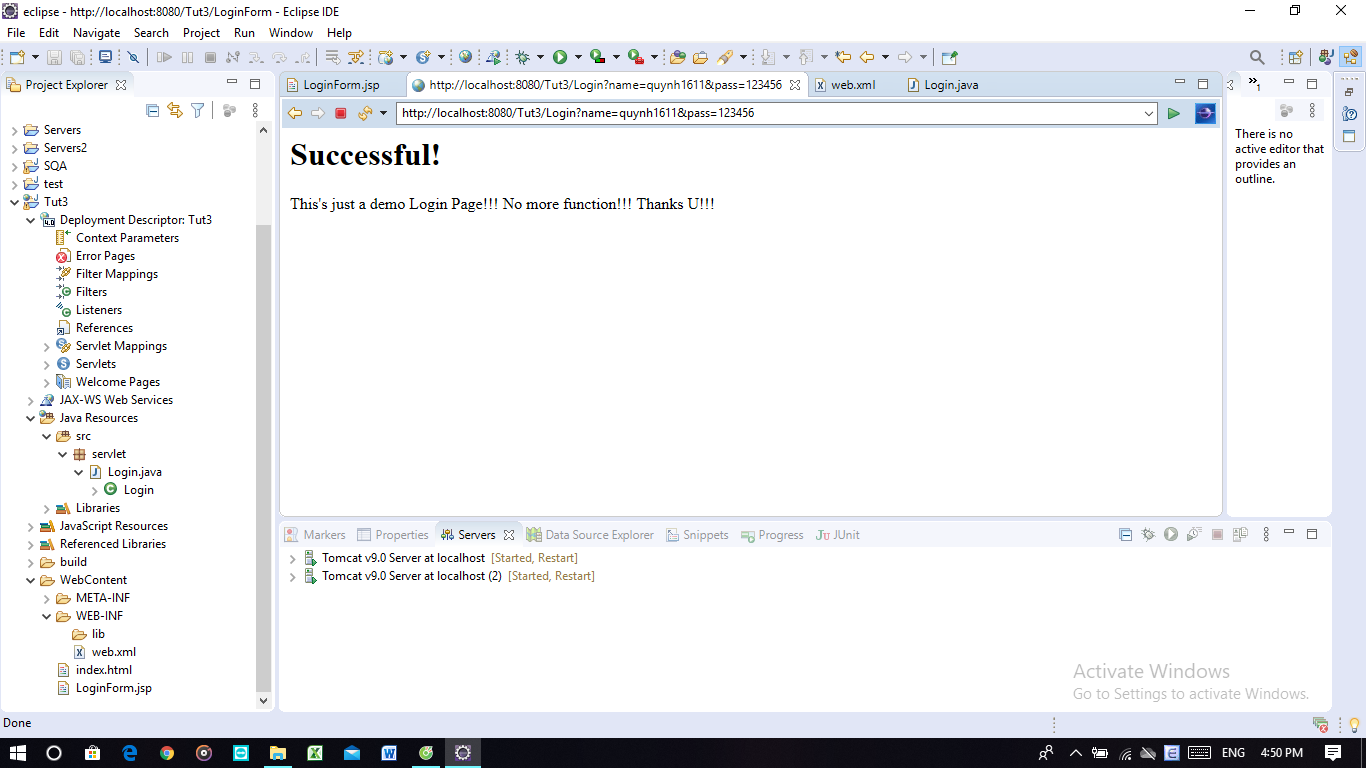 eclipse - http://localhost:8080/Tut3/LoginForm - Eclipse IDE
File Edit Navigate Search Project Run Window Help
Project Explorer
LoginForm.jsp
http://localhost:8080/Tut3/Login?name=quynh1611&pass=123456
web.xml
Login.java
»1
http://localhost:8080/Tut3/Login?name=quynh1611&pass=123456
Servers
Servers2
SQA
test
Tut3
Deployment Descriptor: Tut3
Context Parameters
Error Pages
Filter Mappings
Filters
Listeners
References
Servlet Mappings
Servlets
Welcome Pages
JAX-WS Web Services
Java Resources
src
servlet
Login.java
Login
Libraries
JavaScript Resources
Referenced Libraries
build
WebContent
META-INF
WEB-INF
lib
web.xml
index.html
LoginForm.jsp
Successful!
This's just a demo Login Page!!! No more function!!! Thanks U!!!
There is no
active editor that
provides an
outline.
Markers Properties Servers Data Source Explorer Snippets Progress JUnit
Tomcat v9.0 Server at localhost [Started, Restart]
Tomcat v9.0 Server at localhost (2) [Started, Restart]
Activate Windows
Go to Settings to activate Windows.
Done
ENG 4:50 PM